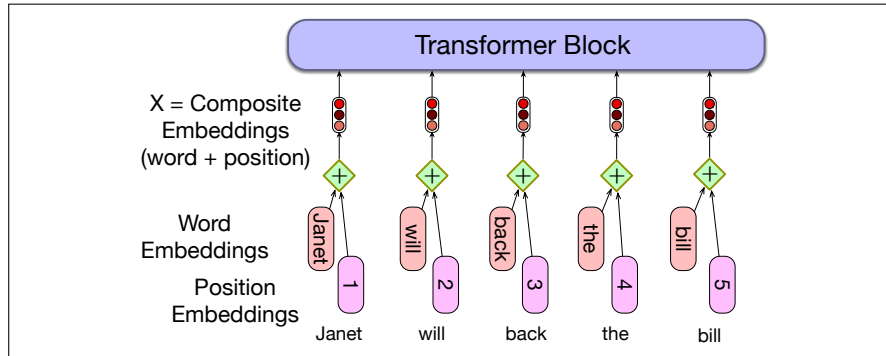 Transformer Block
X = Composite
Embeddings
(word + position)
+ + + + +
Word
Embeddings
Janet will back the bill
Position
Embeddings
1 2 3 4 5
Janet will back the bill